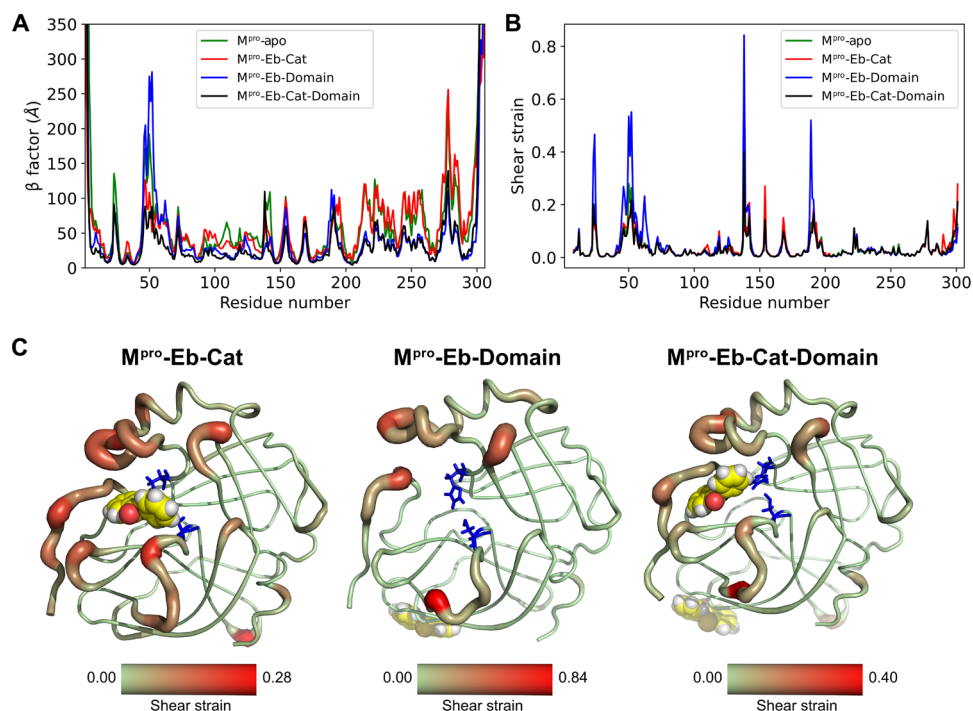 A
350
300
250
200
150
100
50
0
β factor (Å)
50
100
150
200
250
300
Residue number
Mᵖʳᵒ-apo
Mᵖʳᵒ-Eb-Cat
Mᵖʳᵒ-Eb-Domain
Mᵖʳᵒ-Eb-Cat-Domain
B
0.8
0.6
0.4
0.2
0.0
Shear strain
50
100
150
200
250
300
Residue number
Mᵖʳᵒ-apo
Mᵖʳᵒ-Eb-Cat
Mᵖʳᵒ-Eb-Domain
Mᵖʳᵒ-Eb-Cat-Domain
C
Mᵖʳᵒ-Eb-Cat
Mᵖʳᵒ-Eb-Domain
Mᵖʳᵒ-Eb-Cat-Domain
0.00 0.28
Shear strain
0.00 0.84
Shear strain
0.00 0.40
Shear strain